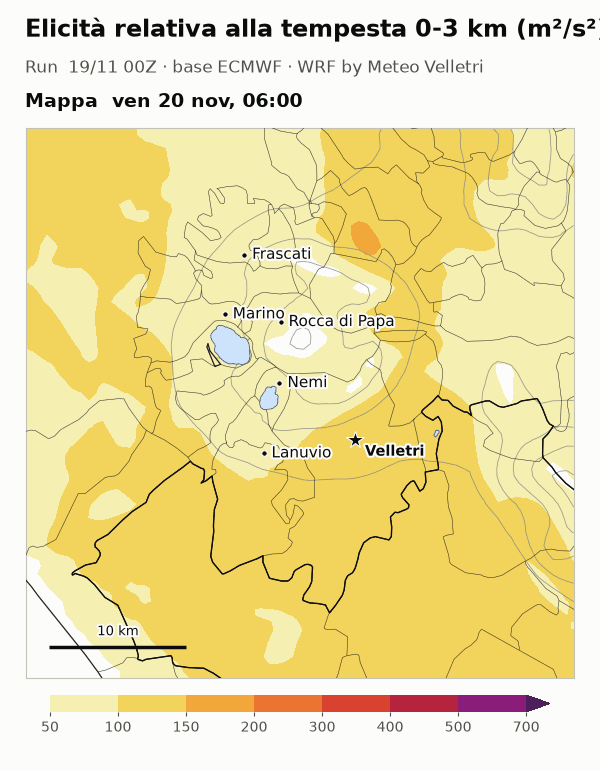 Elicità relativa alla tempesta 0-3 km (m²/s²)
Run 19/11 00Z · base ECMWF · WRF by Meteo Velletri
Mappa ven 20 nov, 06:00
Frascati
Marino
Rocca di Papa
Nemi
Velletri
Lanuvio
10 km
50 100 150 200 300 400 500 700